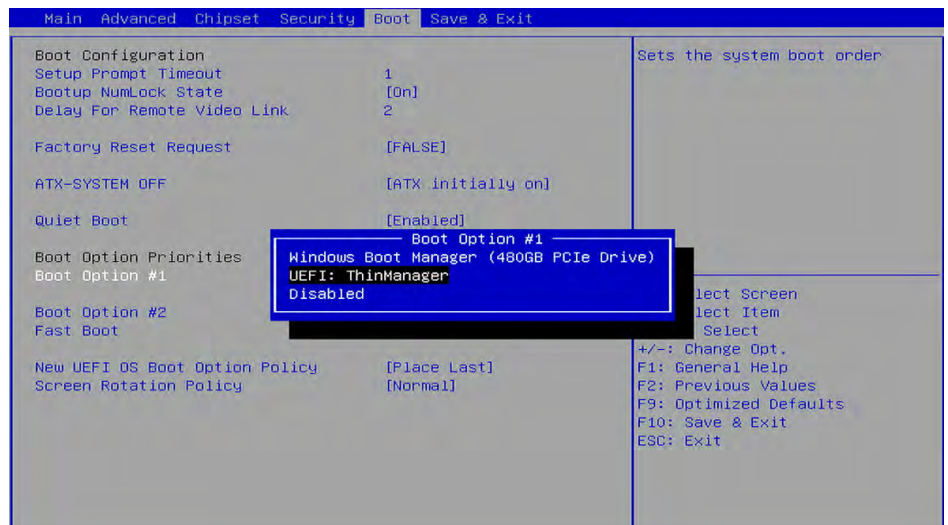 Main Advanced Chipset Security Boot Save & Exit
Boot Configuration
Setup Prompt Timeout 1
Bootup NumLock State [On]
Delay For Remote Video Link 2
Factory Reset Request [FALSE]
ATX-SYSTEM OFF [ATX initially on]
Quiet Boot [Enabled]
Boot Option Priorities
Boot Option #1
Boot Option #2
Fast Boot
New UEFI OS Boot Option Policy [Place Last]
Screen Rotation Policy [Normal]
Boot Option #1
Windows Boot Manager (480GB PCIe Drive)
UEFI: ThinManager
Disabled
Sets the system boot order
Screen
Item
Select
+/-: Change Opt.
F1: General Help
F2: Previous Values
F9: Optimized Defaults
F10: Save & Exit
ESC: Exit